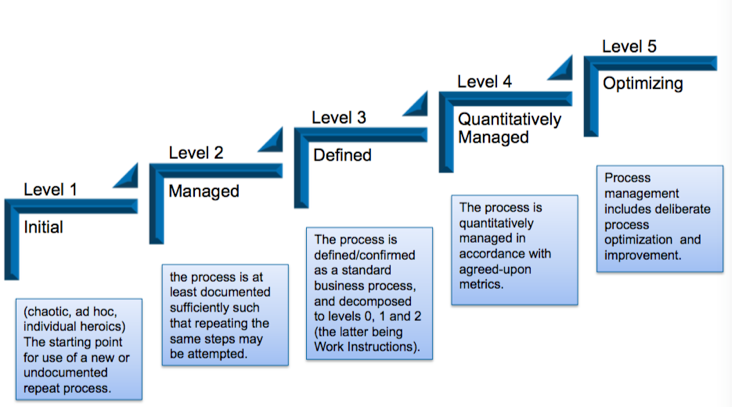 Level 1
Initial
(chaotic, ad hoc,
individual heroics)
The starting point
for use of a new or
undocumented
repeat process.
Level 2
Managed
the process is at
least documented
sufficiently such
that repeating the
same steps may
be attempted.
Level 3
Defined
The process is
defined/confirmed
as a standard
business process,
and decomposed
to levels 0, 1 and 2
(the latter being
Work Instructions).
Level 4
Quantitatively
Managed
The process is
quantitatively
managed in
accordance with
agreed-upon
metrics.
Level 5
Optimizing
Process
management
includes deliberate
process
optimization and
improvement.